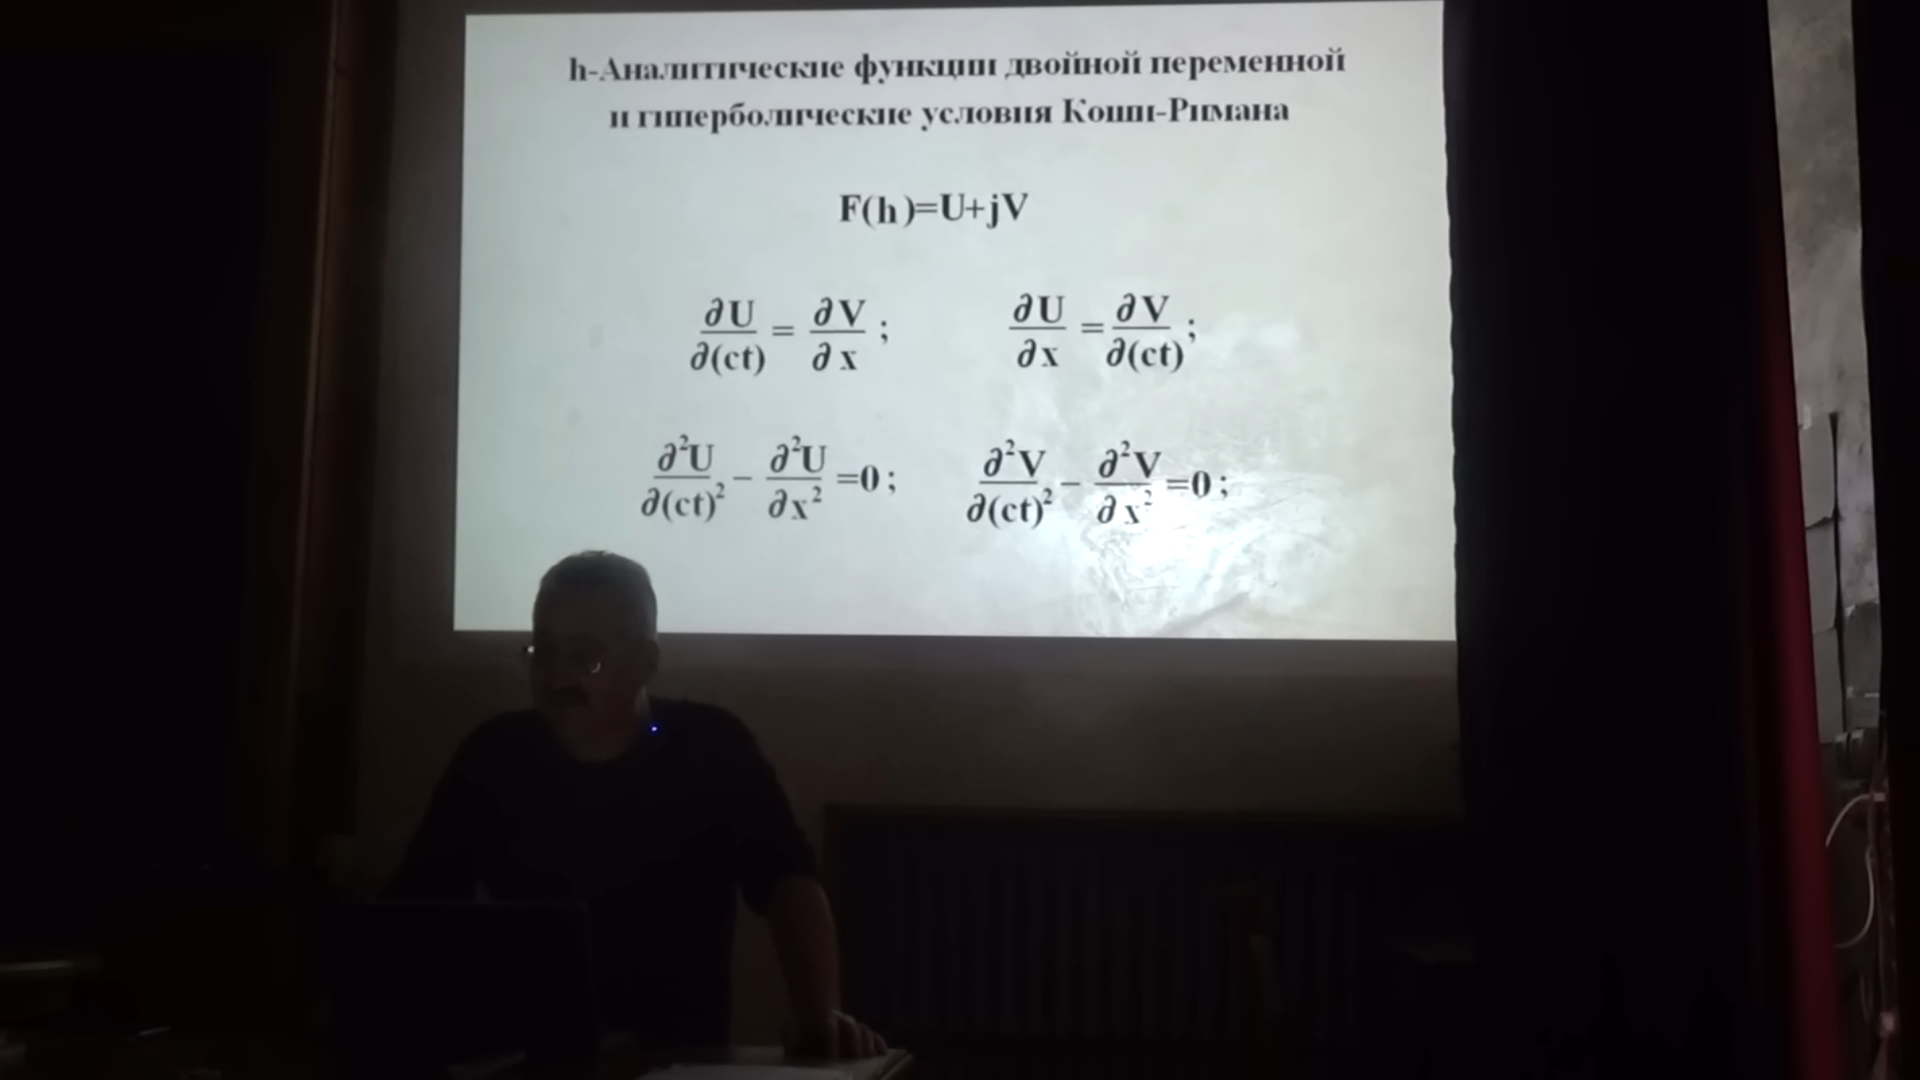 h-Аналитические функции двойной переменной
и гиперболические условия Коши-Римана
F(h)=U+jV
∂U/∂(ct) = ∂V/∂x ; ∂U/∂x = ∂V/∂(ct) ;
∂²U/∂(ct)² − ∂²U/∂x² =0 ; ∂²V/∂(ct)² − ∂²V/∂x² =0 ;